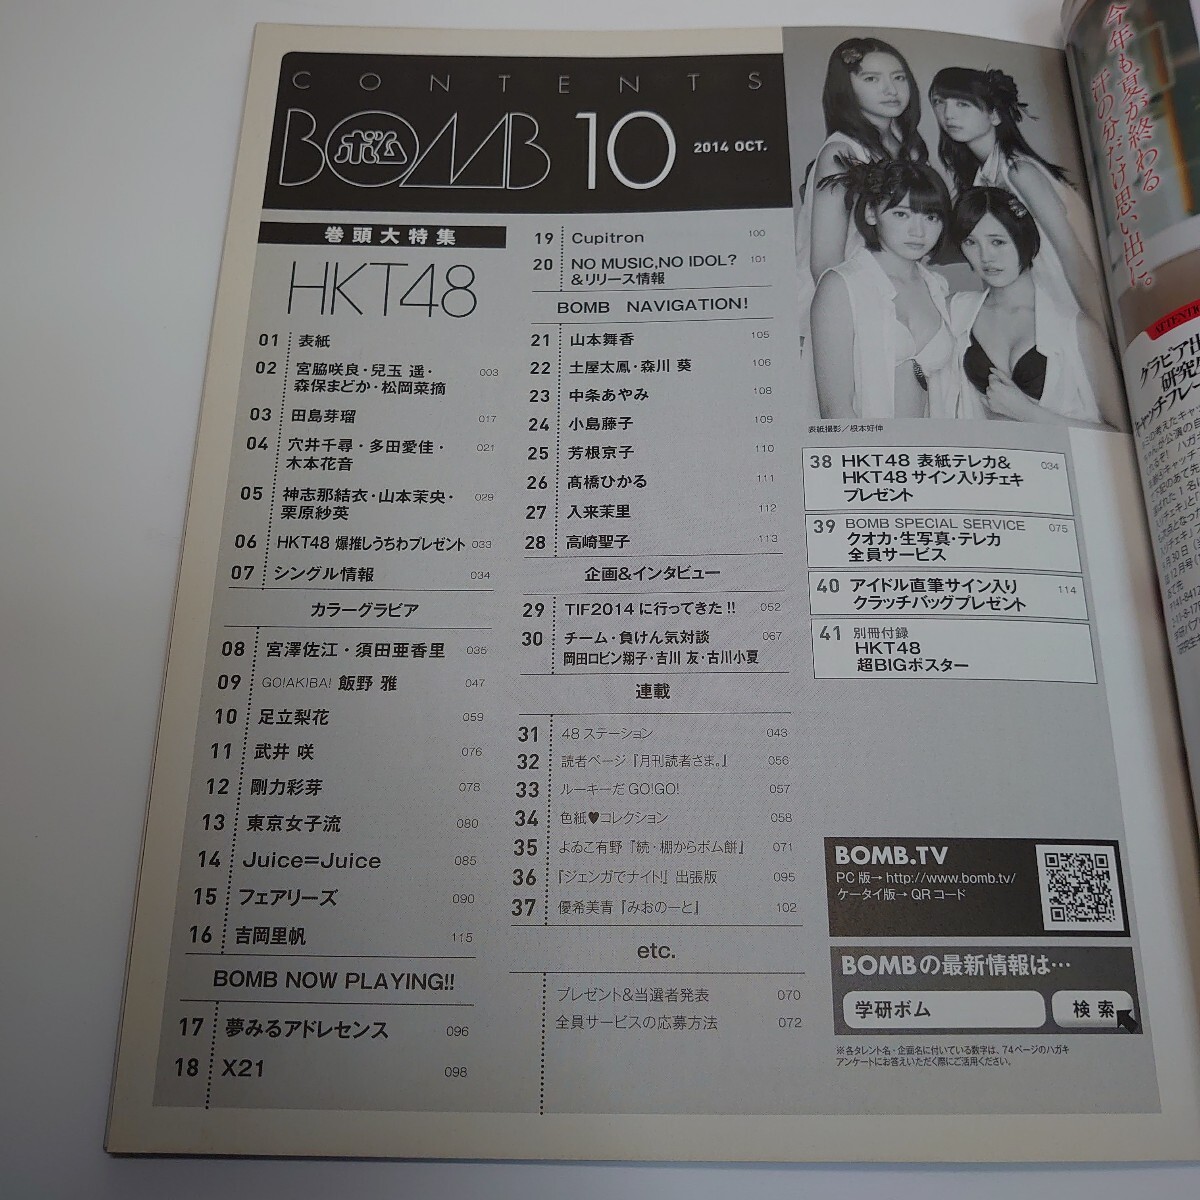 CONTENTS
BOMB ボム 10 2014 OCT.
巻頭大特集
HKT48
01 表紙
02 宮脇咲良・兒玉 遥・ 003
森保まどか・松岡菜摘
03 田島芽瑠 017
04 穴井千尋・多田愛佳・ 021
木本花音
05 神志那結衣・山本茉央・ 029
栗原紗英
06 HKT48 爆推しうちわプレゼント 033
07 シングル情報 034
カラーグラビア
08 宮澤佐江・須田亜香里 035
09 GO!AKIBA! 飯野 雅 047
10 足立梨花 059
11 武井 咲 076
12 剛力彩芽 078
13 東京女子流 080
14 Juice=Juice 085
15 フェアリーズ 090
16 吉岡里帆 115
BOMB NOW PLAYING!!
17 夢みるアドレセンス 096
18 X21 098
19 Cupitron 100
20 NO MUSIC,NO IDOL? 101
&リリース情報
BOMB NAVIGATION!
21 山本舞香 105
22 土屋太鳳・森川 葵 106
23 中条あやみ 108
24 小島藤子 109
25 芳根京子 110
26 髙橋ひかる 111
27 入来茉里 112
28 高崎聖子 113
企画&インタビュー
29 TIF2014 に行ってきた!! 052
30 チーム・負けん気対談 067
岡田ロビン翔子・吉川 友・古川小夏
連載
31 48 ステーション 043
32 読者ページ『月刊読者さま。』 056
33 ルーキーだGO!GO! 057
34 色紙♥コレクション 058
35 よゐこ有野『続・棚からボム餅』 071
36 『ジェンガでナイト!』出張版 095
37 優希美青『みおのーと』 102
etc.
プレゼント&当選者発表 070
全員サービスの応募方法 072
表紙撮影/根本好伸
38 HKT48 表紙テレカ& 034
HKT48 サイン入りチェキ
プレゼント
39 BOMB SPECIAL SERVICE 075
クオカ・生写真・テレカ
全員サービス
40 アイドル直筆サイン入り 114
クラッチバッグプレゼント
41 別冊付録
HKT48
超BIGポスター
BOMB.TV
PC 版→ http://www.bomb.tv/
ケータイ版→ QR コード
BOMBの最新情報は…
学研ボム 検索
※各タレント名・企画名に付いている数字は、74ページのハガキ
アンケートにお答えいただく際にご活用ください。
今年も夏が終わる
汗の分だけ思い出に。